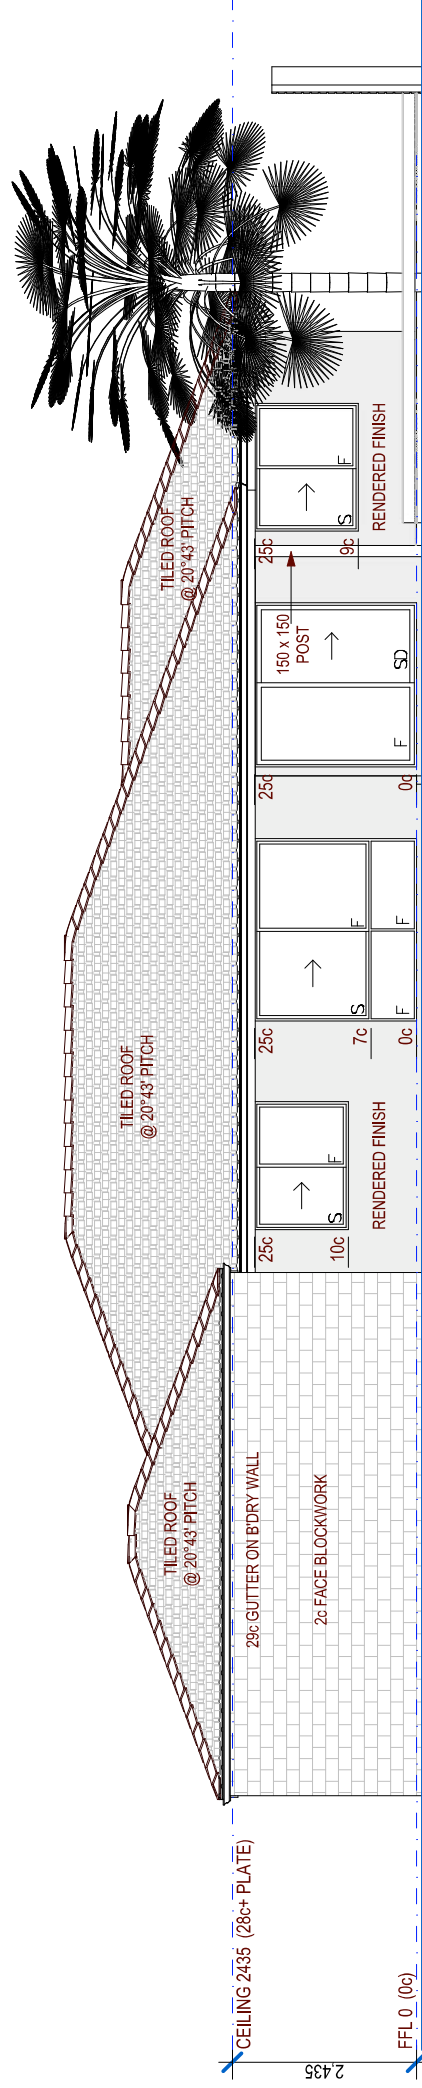 CEILING 2435 (28c+ PLATE)
FFL 0 (0c)
2,435
TILED ROOF
@ 20°43' PITCH
29c GUTTER ON B'DRY WALL
2c FACE BLOCKWORK
TILED ROOF
@ 20°43' PITCH
25c
10c
S
F
RENDERED FINISH
25c
7c
0c
S
F
F
F
25c
0c
F
SD
150 x 150
POST
TILED ROOF
@ 20°43' PITCH
25c
9c
S
F
RENDERED FINISH